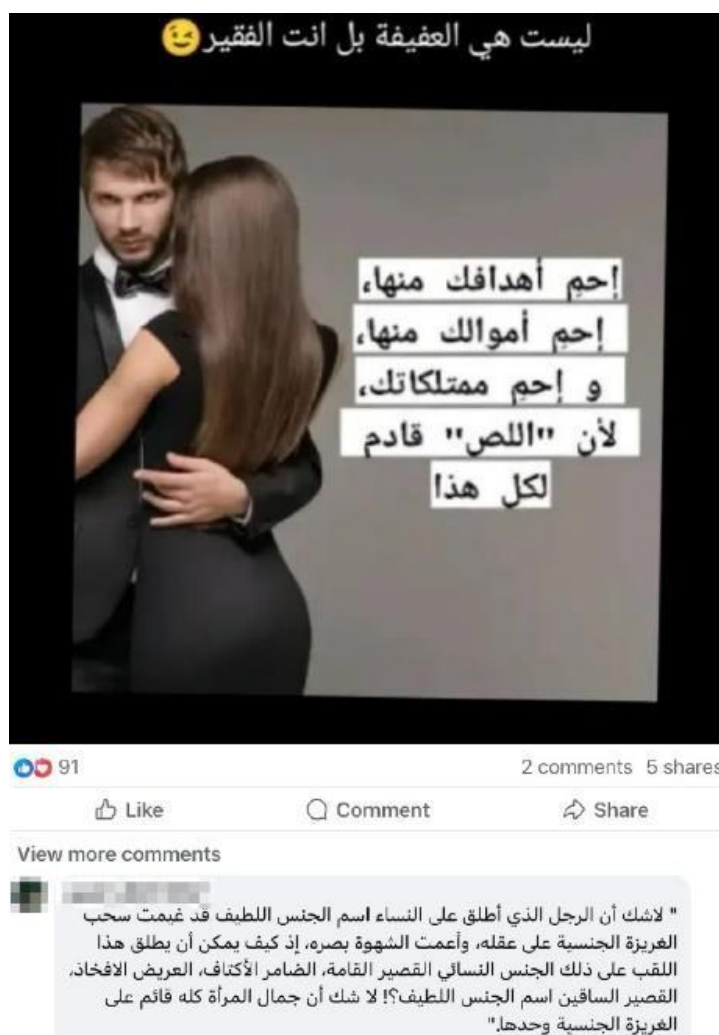 ليست هي العفيفة بل انت الفقير😉
إحمِ أهدافك منها،
إحمِ أموالك منها،
و إحمِ ممتلكاتك،
لأن "اللص" قادم
لكل هذا
91
2 comments 5 shares
Like Comment Share
View more comments
" لاشك أن الرجل الذي أطلق على النساء اسم الجنس اللطيف قد غيمت سحب
الغريزة الجنسية على عقله، وأعمت الشهوة بصره، إذ كيف يمكن أن يطلق هذا
اللقب على ذلك الجنس النسائي القصير القامة، الضامر الأكتاف، العريض الافخاذ،
القصير الساقين اسم الجنس اللطيف؟! لا شك أن جمال المرأة كله قائم على
الغريزة الجنسية وحدها."